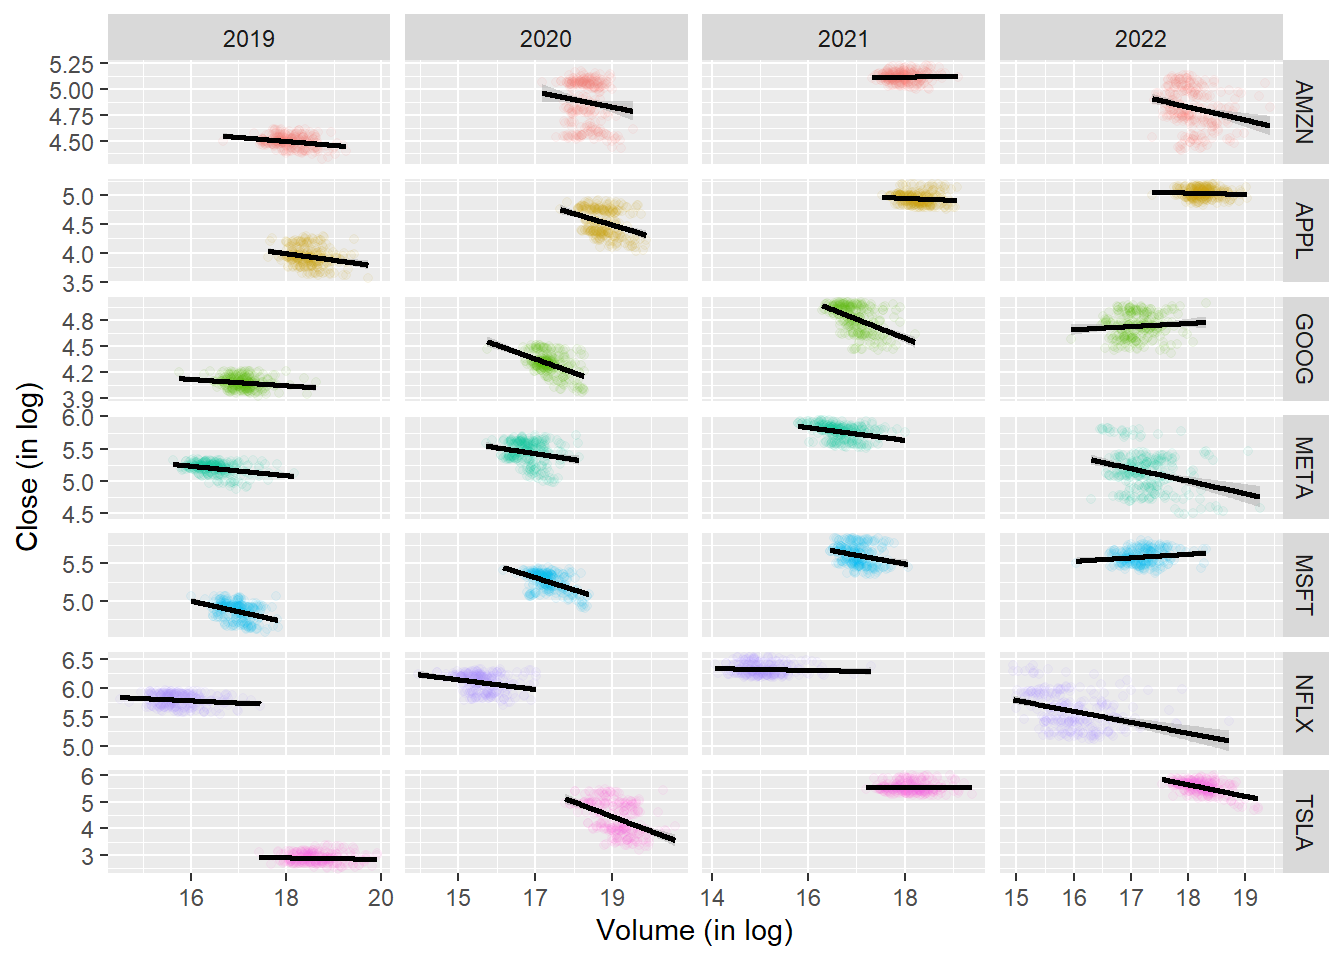 2019 2020 2021 2022
5.25
5.00
4.75
4.50
AMZN
5.0
4.5
4.0
3.5
APPL
4.8
4.5
4.2
3.9
GOOG
6.0
5.5
5.0
4.5
META
5.5
5.0
MSFT
6.5
6.0
5.5
5.0
NFLX
6
5
4
3
TSLA
Close (in log)
16 18 20 15 17 19 14 16 18 15 16 17 18 19
Volume (in log)